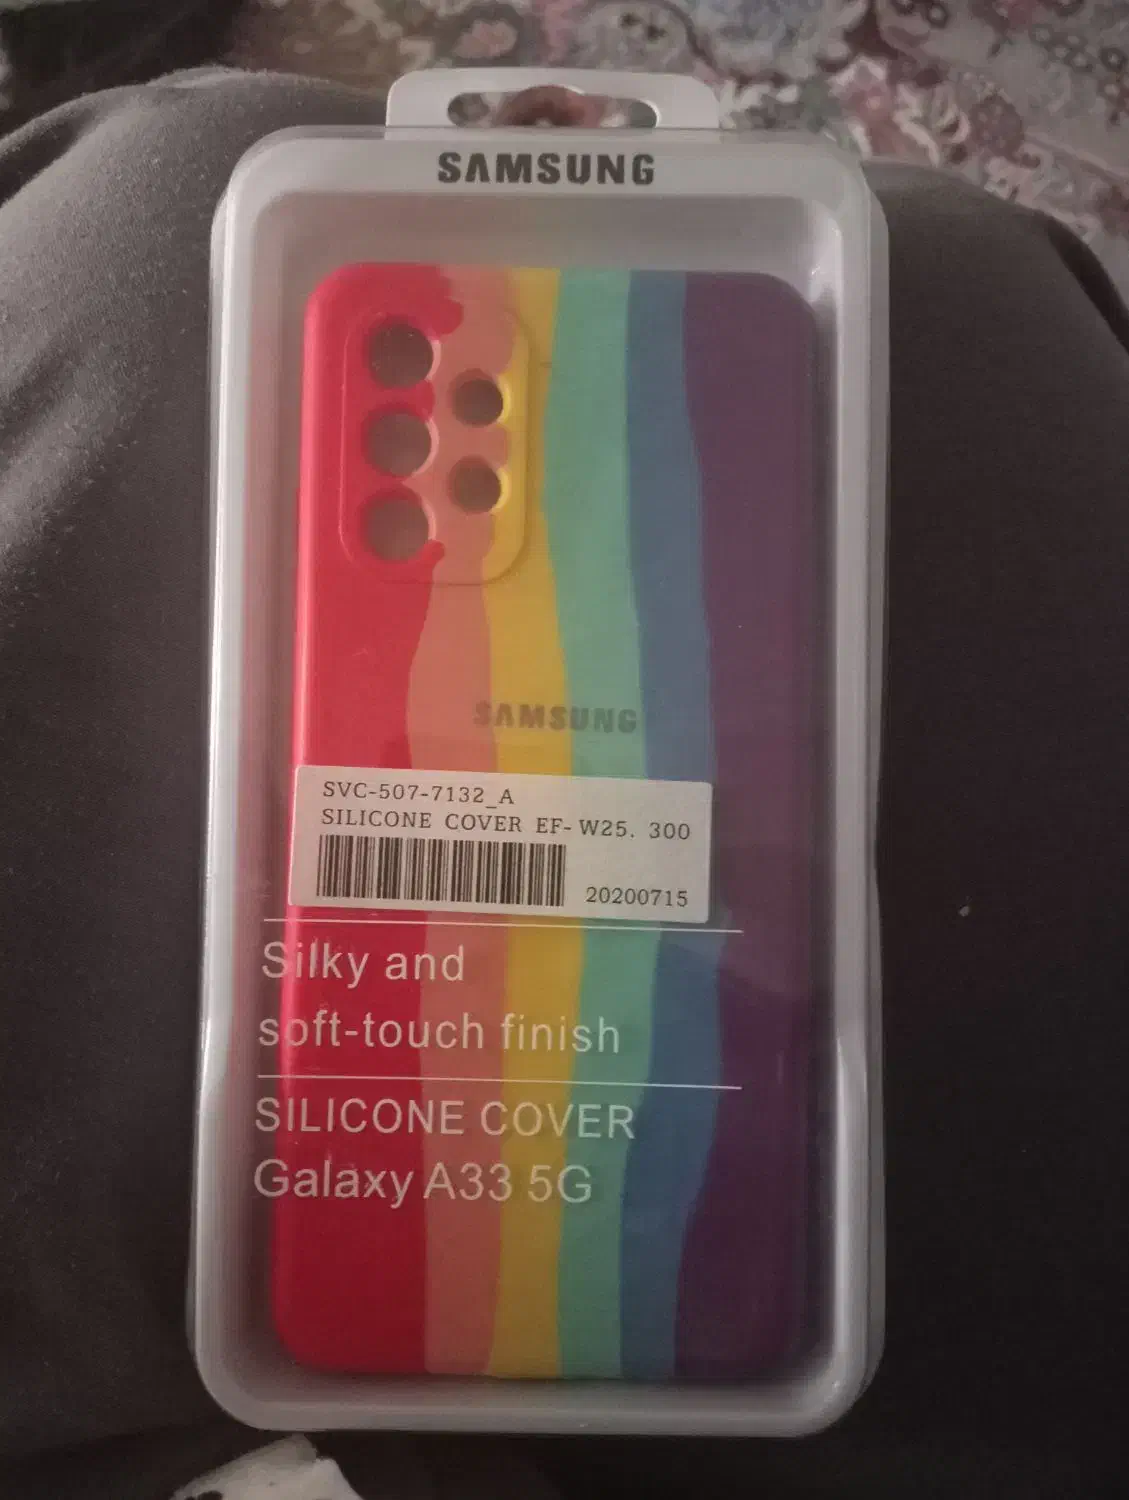 SAMSUNG
SAMSUNG
SVC-507-7132_A
SILICONE COVER EF-W25. 300
20200715
Silky and
soft-touch finish
SILICONE COVER
Galaxy A33 5G